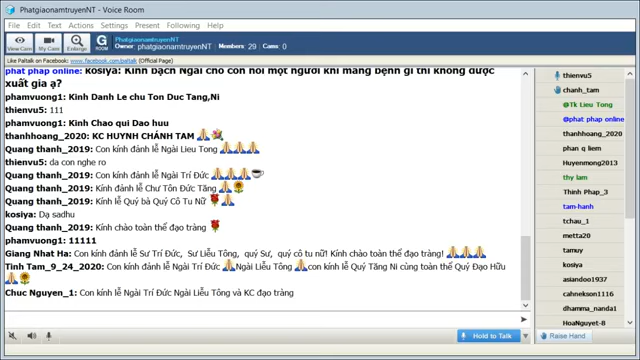 PhatgiaonamtruyenNT - Voice Room
File Edit Text Actions Settings Present Following Help
View Cam
My Cam
Enlarge
G
ROOM
PhatgiaonamtruyenNT
Owner: phatgiaonamtruyenNT Members: 29 Cams: 0
Like Paltalk on Facebook: www.facebook.com/paltalk
phat phap online: kosiya: Kinh bạch Ngài cho con hỏi một người khi mang bệnh gì thì không được
xuất gia ạ?
phamvuong1: Kinh Danh Le chu Ton Duc Tang,Ni
thienvu5: 111
phamvuong1: Kinh Chao qui Dao huu
thanhhoang_2020: KC HUYNH CHÁNH TAM
Quang thanh_2019: Con kính đảnh lễ Ngài Lieu Tong
thienvu5: da con nghe ro
Quang thanh_2019: Con kính đảnh lễ Ngài Trí Đức
Quang thanh_2019: Kính đảnh lễ Chư Tôn Đức Tăng
Quang thanh_2019: Kính lễ Quý bà Quý Cô Tu Nữ
kosiya: Dạ sadhu
Quang thanh_2019: Kính chào toàn thể đạo tràng
phamvuong1: 11111
Giang Nhat Ha: Con kính đảnh lễ Sư Trí Đức, Sư Liễu Tông, quý Sư, quý cô tu nữ! Kính chào toàn thể đạo tràng!
Tinh Tam_9_24_2020: Con kính đảnh lễ Ngài Trí Đức Ngài Liễu Tông con kính lễ Quý Tăng Ni cùng toàn thể Quý Đạo Hữu
Chuc Nguyen_1: Con kính lễ Ngài Trí Đức Ngài Liễu Tông và KC đạo tràng
Hold to Talk
thienvu5
chanh_tam
@Tk Lieu Tong
@phat phap online
thanhhoang_2020
phan q liem
Huyenmong2013
thy lam
Thinh Phap_3
tam-hanh
tchau_1
metta20
tamuy
kosiya
asiandoo1937
cahnekson1116
dhamma_nanda1
HoaNguyet-8
Raise Hand